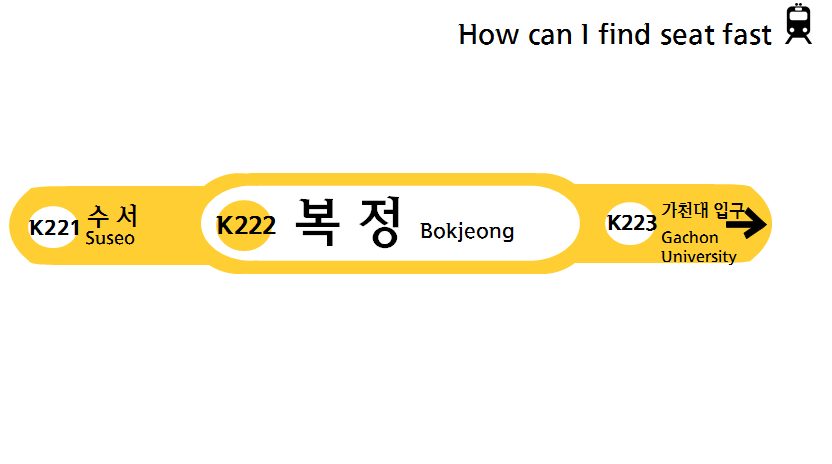 How can I find seat fast
K221 수 서
Suseo
K222 복 정 Bokjeong
K223 가천대 입구
Gachon
University